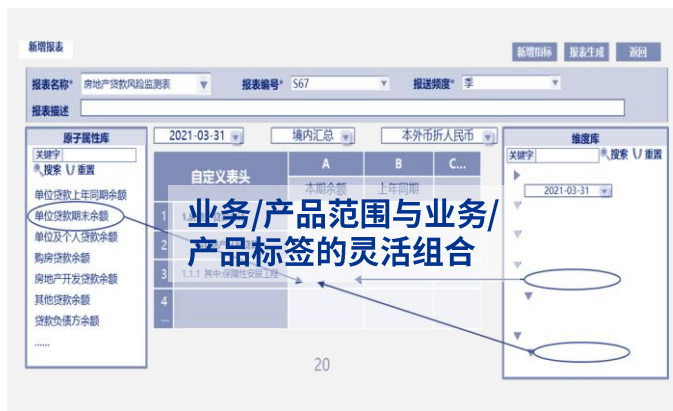 新增报表
新增指标 报表生成 返回
报表名称* 房地产贷款风险监测表 报表编号* S67 报送频度* 季
报表描述
原子属性库
关键字
搜索 重置
单位贷款上年同期余额
单位贷款期末余额
单位及个人贷款余额
购房贷款余额
房地产开发贷款余额
其他贷款余额
贷款负债方余额
......
2021-03-31 境内汇总 本外币折人民币
自定义表头 A B C...
本期余额 上年同期
1
2
3 1.1.1 其中:保障性安居工程
4
...
业务/产品范围与业务/
产品标签的灵活组合
维度库
关键字 搜索 重置
2021-03-31
20